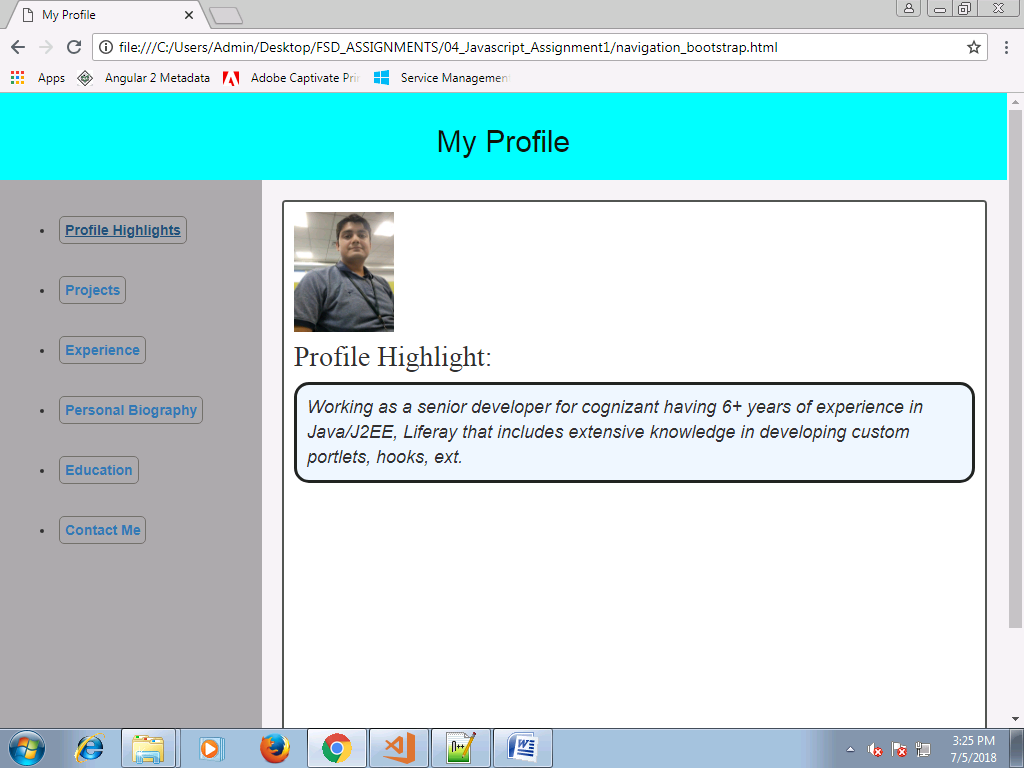 My Profile
file:///C:/Users/Admin/Desktop/FSD_ASSIGNMENTS/04_Javascript_Assignment1/navigation_bootstrap.html
Apps Angular 2 Metadata Adobe Captivate Service Management
My Profile
Profile Highlights
Projects
Experience
Personal Biography
Education
Contact Me
Profile Highlight:
Working as a senior developer for cognizant having 6+ years of experience in
Java/J2EE, Liferay that includes extensive knowledge in developing custom
portlets, hooks, ext.
3:25 PM
7/5/2018